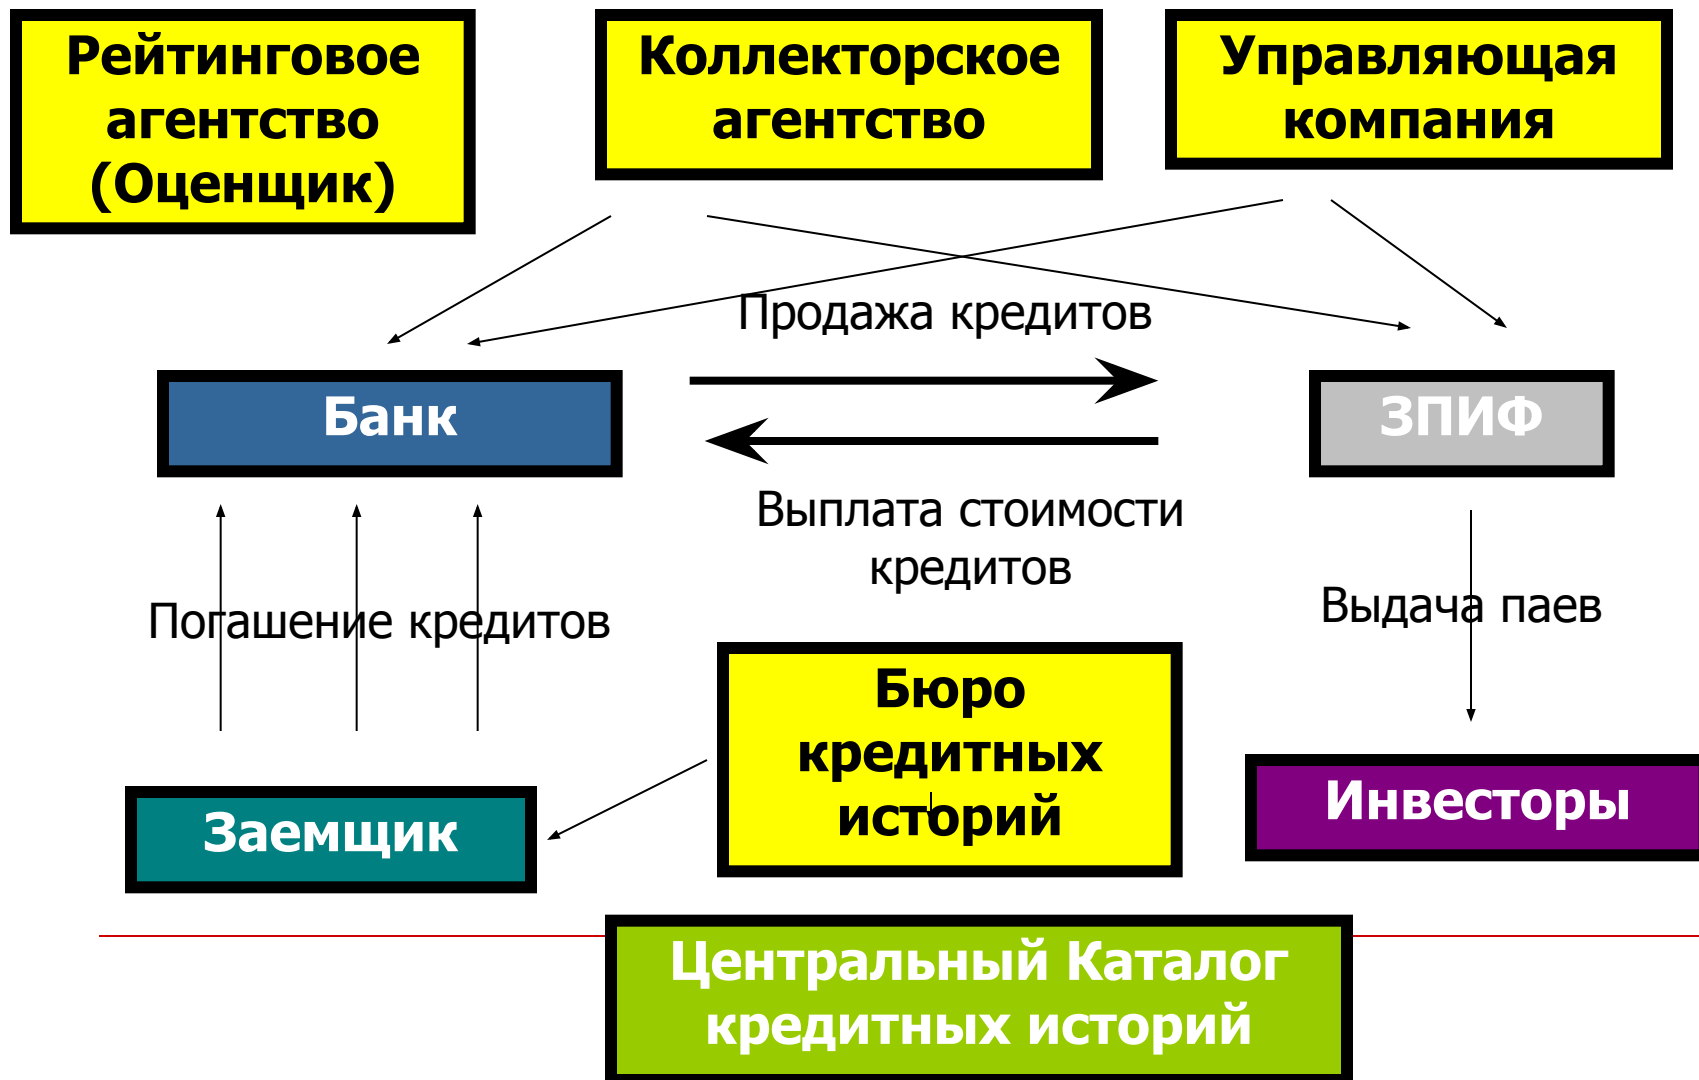 Рейтинговое
агентство
(Оценщик)
Коллекторское
агентство
Управляющая
компания
Продажа кредитов
Банк
ЗПИФ
Выплата стоимости
кредитов
Погашение кредитов
Выдача паев
Бюро
кредитных
историй
Заемщик
Инвесторы
Центральный Каталог
кредитных историй